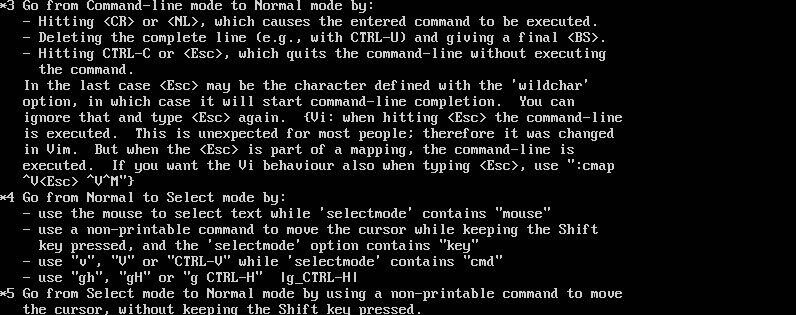 *3 Go from Command-line mode to Normal mode by:
- Hitting <CR> or <NL>, which causes the entered command to be executed.
- Deleting the complete line (e.g., with CTRL-U) and giving a final <BS>.
- Hitting CTRL-C or <Esc>, which quits the command-line without executing
the command.
In the last case <Esc> may be the character defined with the 'wildchar'
option, in which case it will start command-line completion.  You can
ignore that and type <Esc> again.  {Vi: when hitting <Esc> the command-line
is executed.  This is unexpected for most people; therefore it was changed
in Vim.  But when the <Esc> is part of a mapping, the command-line is
executed.  If you want the Vi behaviour also when typing <Esc>, use ":cmap
^V<Esc> ^V^M"}
*4 Go from Normal to Select mode by:
- use the mouse to select text while 'selectmode' contains "mouse"
- use a non-printable command to move the cursor while keeping the Shift
key pressed, and the 'selectmode' option contains "key"
- use "v", "V" or "CTRL-V" while 'selectmode' contains "cmd"
- use "gh", "gH" or "g CTRL-H"  |g_CTRL-H|
*5 Go from Select mode to Normal mode by using a non-printable command to move
the cursor, without keeping the Shift key pressed.